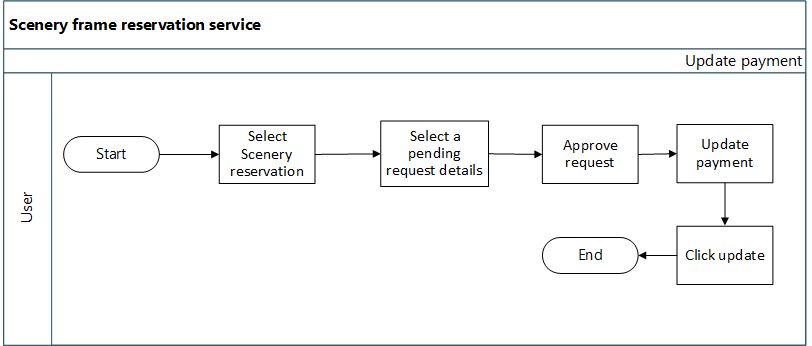 Scenery frame reservation service
Update payment
User
Start
Select
Scenery
reservation
Select a
pending
request details
Approve
request
Update
payment
End
Click update